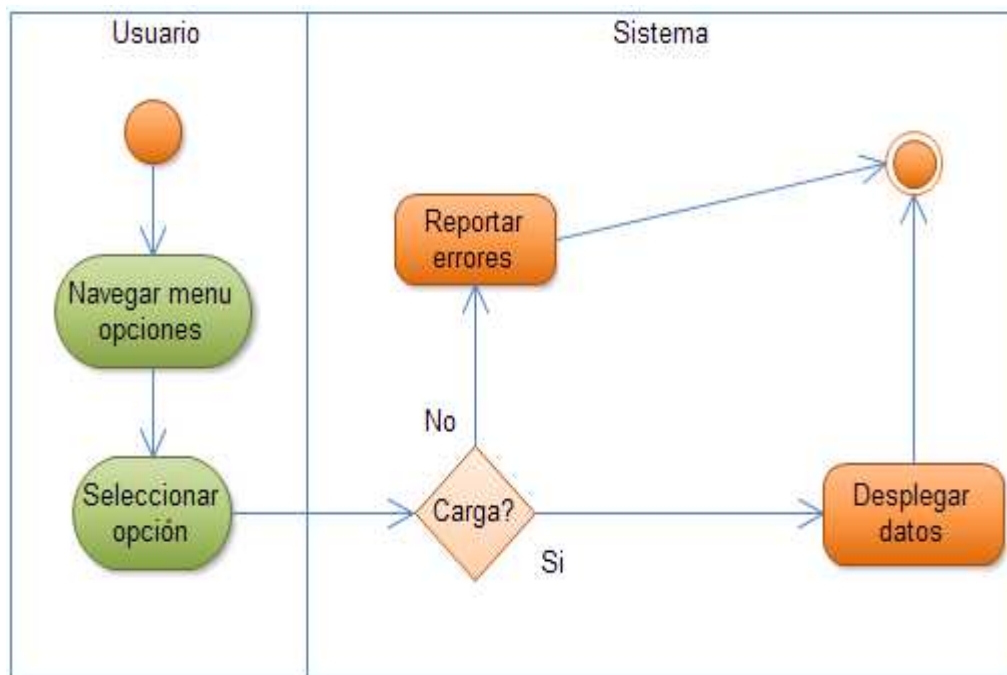 Usuario
Sistema
Navegar menu
opciones
Seleccionar
opción
Reportar
errores
No
Carga?
Si
Desplegar
datos